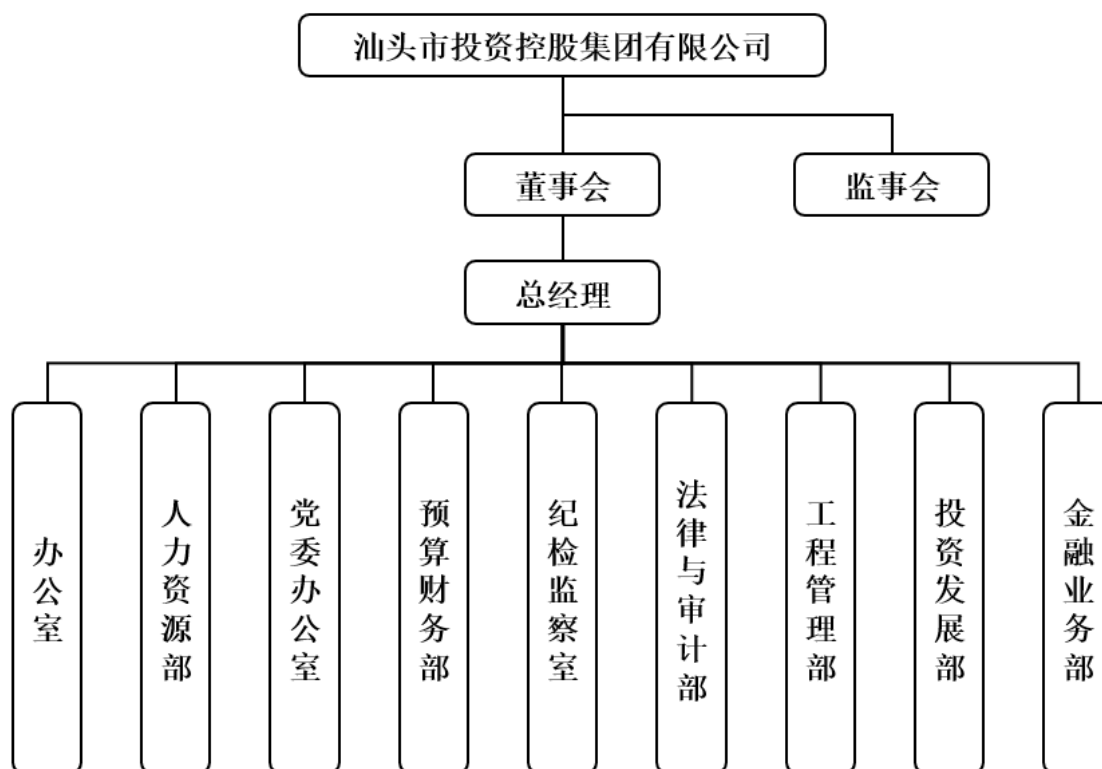 汕头市投资控股集团有限公司
董事会
监事会
总经理
办公室
人力资源部
党委办公室
预算财务部
纪检监察室
法律与审计部
工程管理部
投资发展部
金融业务部